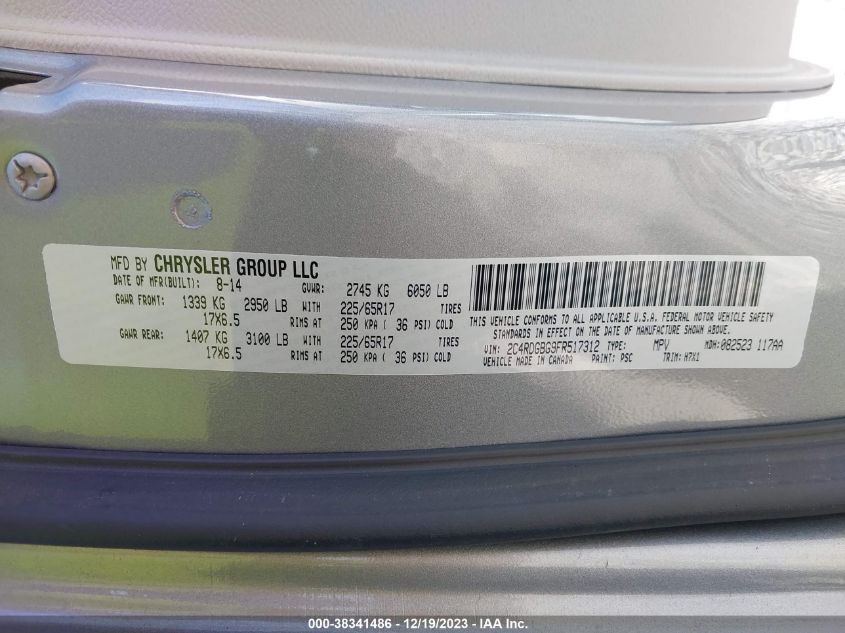 MFD BY CHRYSLER GROUP LLC
DATE OF MFR(BUILT): 8-14 GVWR: 2745 KG 6050 LB
GAWR FRONT: 1339 KG 2950 LB WITH 225/65R17 TIRES
17X6.5 RIMS AT 250 KPA ( 36 PSI) COLD
GAWR REAR: 1407 KG 3100 LB WITH 225/65R17 TIRES
17X6.5 RIMS AT 250 KPA ( 36 PSI) COLD
THIS VEHICLE CONFORMS TO ALL APPLICABLE U.S.A. FEDERAL MOTOR VEHICLE SAFETY
STANDARDS IN EFFECT ON THE DATE OF MANUFACTURE SHOWN ABOVE.
VIN: 2C4RDGBG9FR517312 TYPE: MPV MDH: 082523 117AA
VEHICLE MADE IN CANADA PAINT: PSC TRIM: H7X1
000-38341486 - 12/19/2023 - IAA Inc.